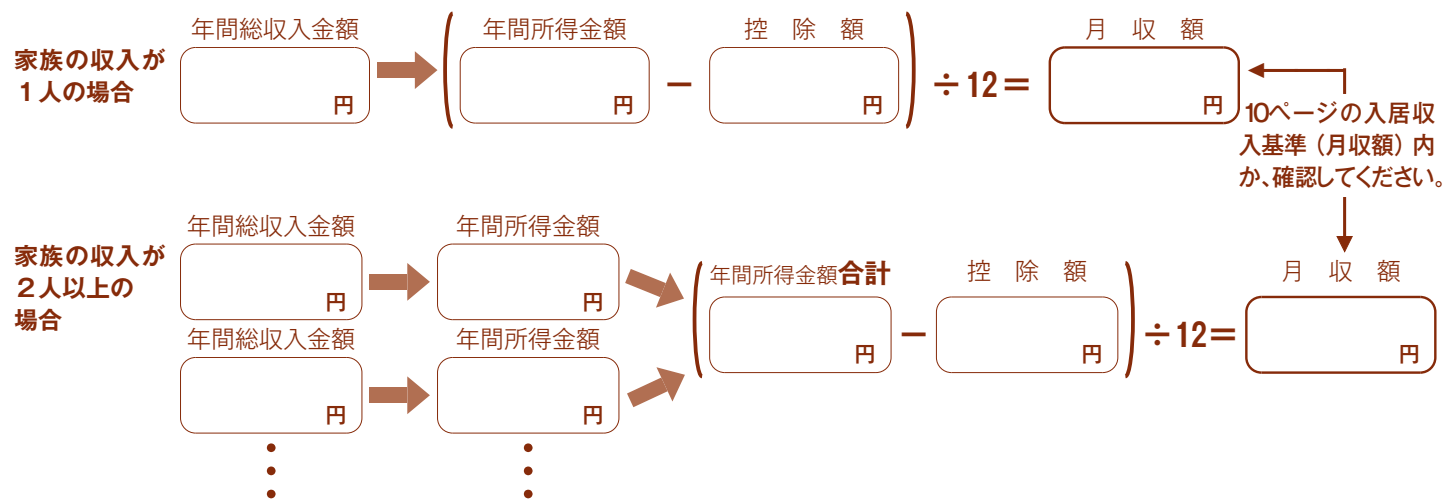 年間総収入金額 年間所得金額 控除額 月収額
家族の収入が
1人の場合
円 ( 円 − 円 ) ÷12= 円
10ページの入居収
入基準(月収額)内
か、確認してください。
年間総収入金額 年間所得金額
家族の収入が
2人以上の
場合
円 円
年間所得金額合計 控除額 月収額
( 円 − 円 ) ÷12= 円
年間総収入金額 年間所得金額
円 円